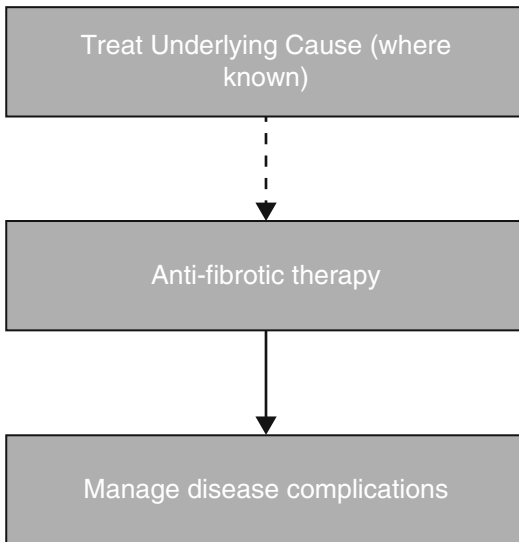 Treat Underlying Cause (where
known)
Anti-fibrotic therapy
Manage disease complications